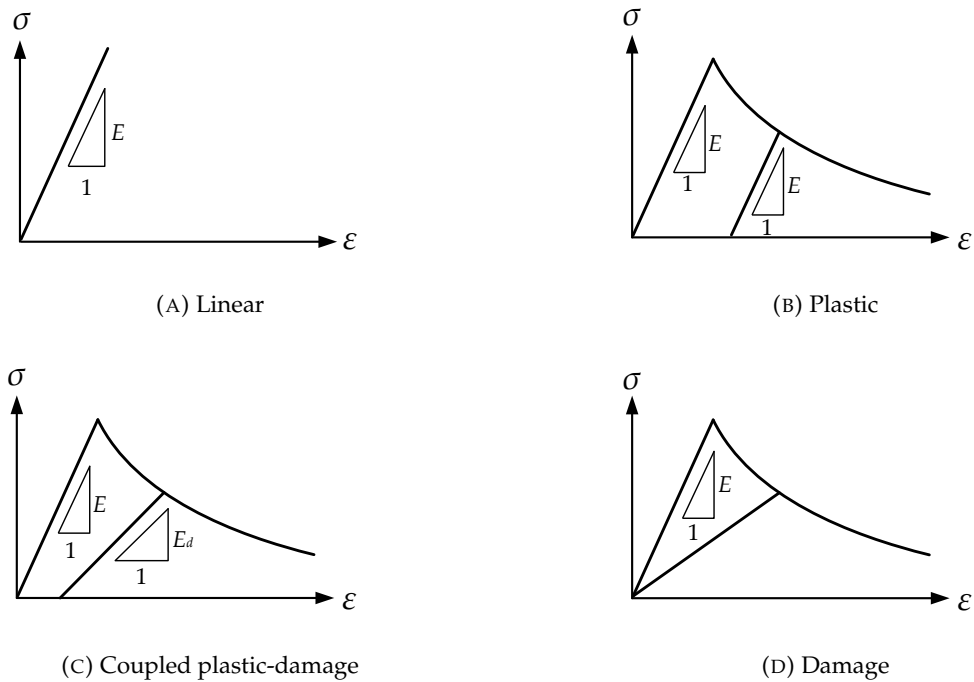 σ
E
1
ε
(A) Linear
σ
E
1
E
1
ε
(B) Plastic
σ
E
1
E_d
1
ε
(C) Coupled plastic-damage
σ
E
1
ε
(D) Damage